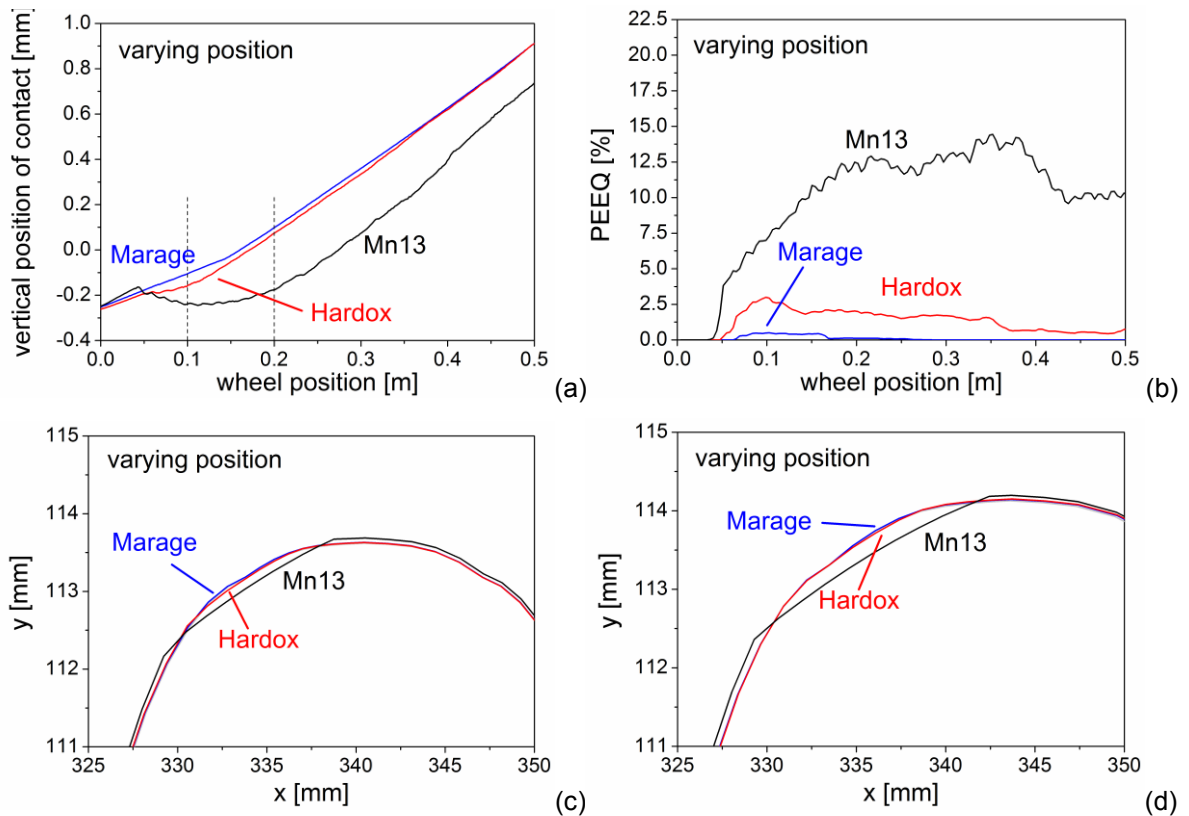 varying position
vertical position of contact [mm]
1.0
0.8
0.6
0.4
0.2
0.0
-0.2
-0.4
Marage
Mn13
Hardox
0.0 0.1 0.2 0.3 0.4 0.5
wheel position [m]
(a)
varying position
PEEQ [%]
22.5
20.0
17.5
15.0
12.5
10.0
7.5
5.0
2.5
0.0
Mn13
Marage
Hardox
0.0 0.1 0.2 0.3 0.4 0.5
wheel position [m]
(b)
varying position
y [mm]
115
114
113
112
111
Marage
Mn13
Hardox
325 330 335 340 345 350
x [mm]
(c)
varying position
y [mm]
115
114
113
112
111
Marage
Mn13
Hardox
325 330 335 340 345 350
x [mm]
(d)